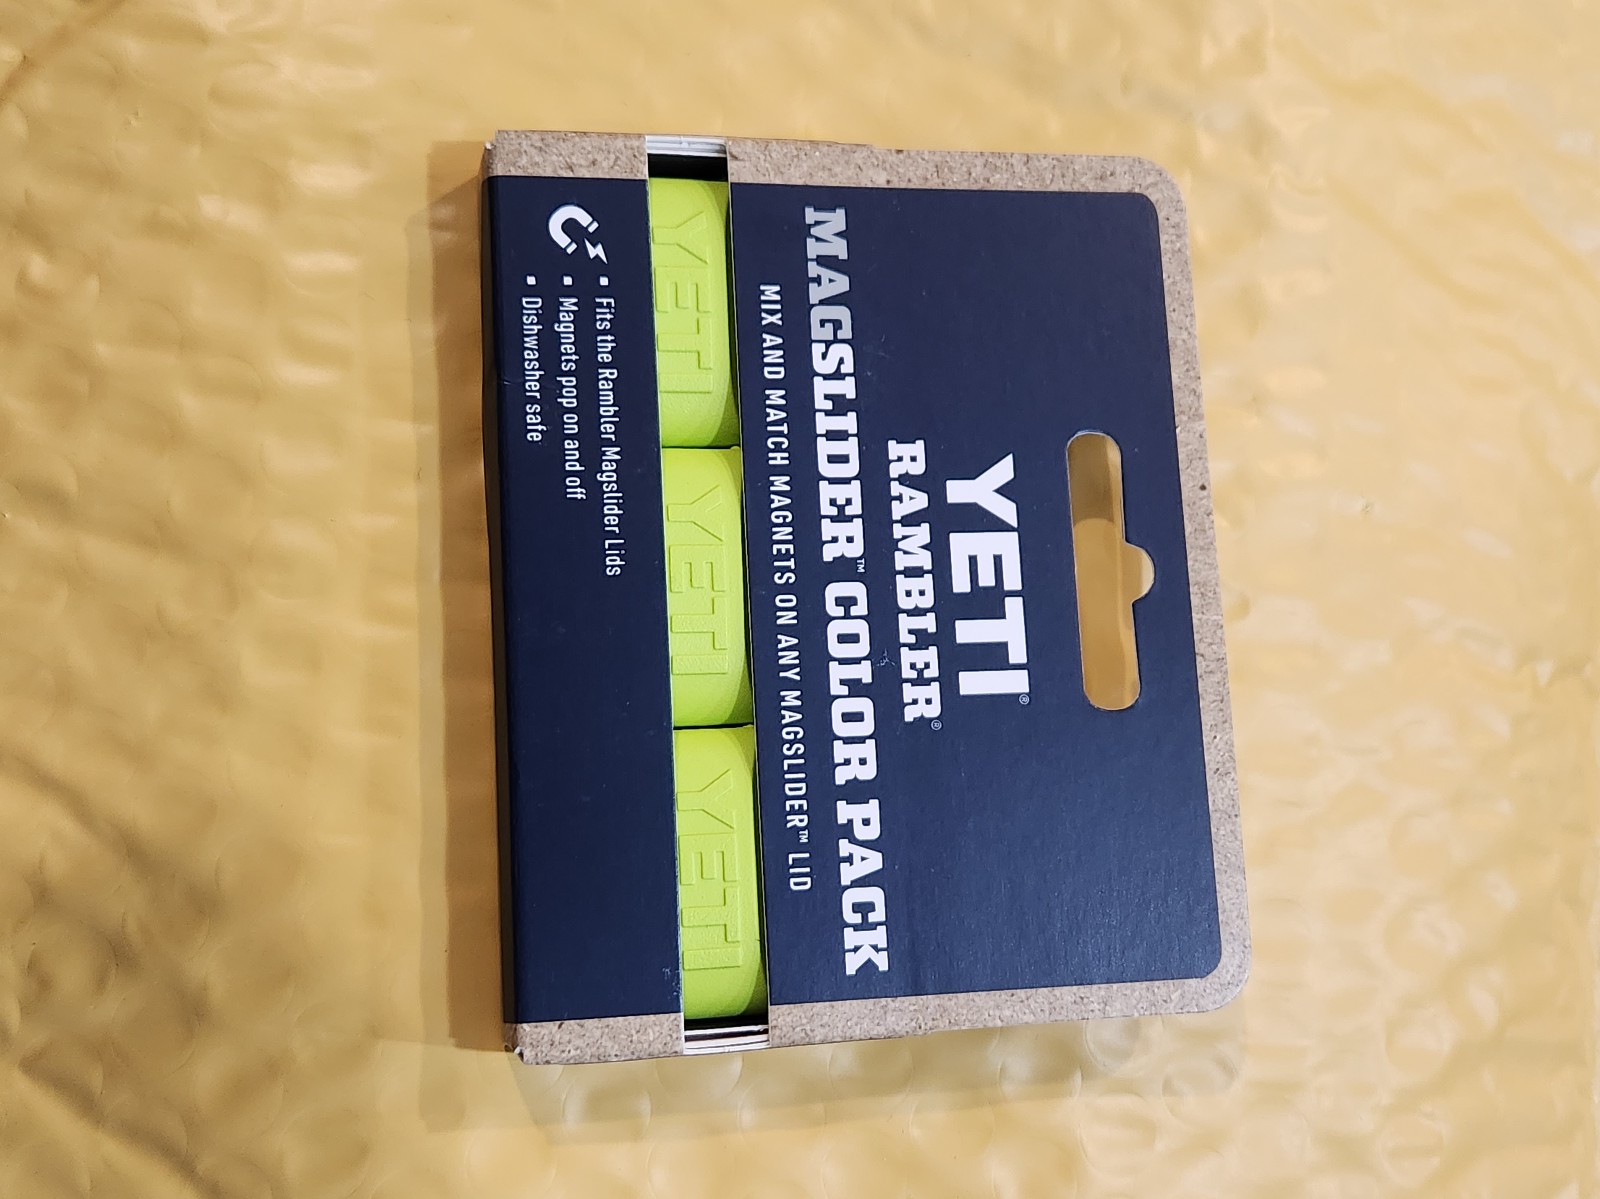 YETI®
RAMBLER®
MAGSLIDER™ COLOR PACK
MIX AND MATCH MAGNETS ON ANY MAGSLIDER™ LID
YETI YETI YETI
▪ Fits the Rambler Magslider Lids
▪ Magnets pop on and off
▪ Dishwasher safe